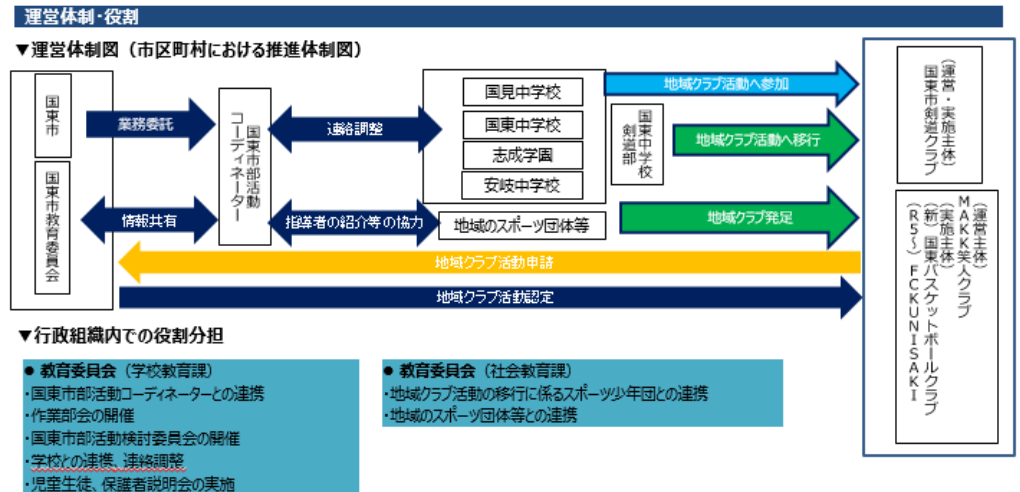 運営体制・役割
▼運営体制図（市区町村における推進体制図）
国東市
国東市教育委員会
業務委託
情報共有
国東市部活動
コーディネーター
連絡調整
指導者の紹介等の協力
国見中学校
国東中学校
志成学園
安岐中学校
地域のスポーツ団体等
国東中学校
剣道部
地域クラブ活動へ参加
地域クラブ活動へ移行
地域クラブ発足
地域クラブ活動申請
地域クラブ活動認定
（運営・実施主体）
国東市剣道クラブ
（運営主体）
ＭＡＫＫ笑人クラブ
（実施主体）
（新）国東バスケットボールクラブ
（Ｒ５～）ＦＣＫＵＮＩＳＡＫＩ
▼行政組織内での役割分担
● 教育委員会（学校教育課）
・国東市部活動コーディネーターとの連携
・作業部会の開催
・国東市部活動検討委員会の開催
・学校との連携、連絡調整
・児童生徒、保護者説明会の実施
● 教育委員会（社会教育課）
・地域クラブ活動の移行に係るスポーツ少年団との連携
・地域のスポーツ団体等との連携